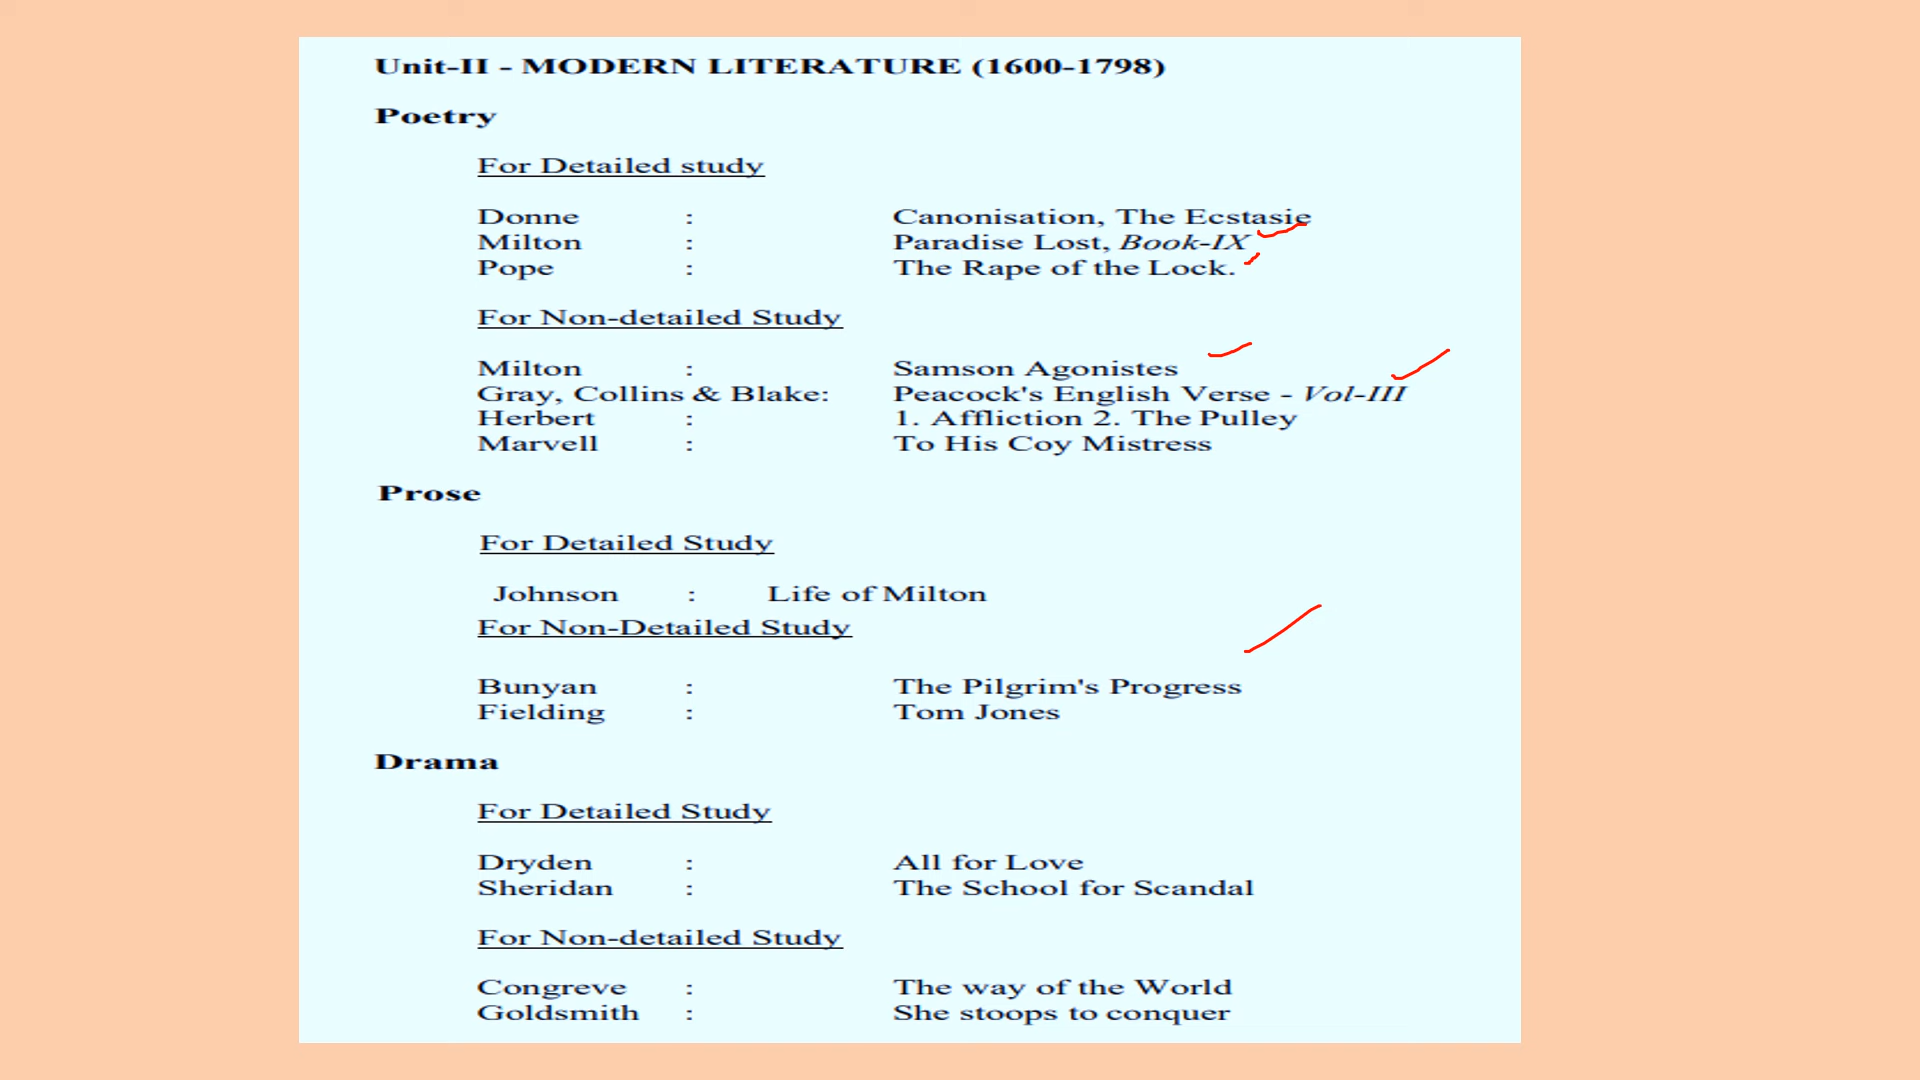 Unit-II - MODERN LITERATURE (1600-1798)
Poetry
For Detailed study
Donne : Canonisation, The Ecstasie
Milton : Paradise Lost, Book-IX
Pope : The Rape of the Lock.
For Non-detailed Study
Milton : Samson Agonistes
Gray, Collins & Blake: Peacock's English Verse - Vol-III
Herbert : 1. Affliction 2. The Pulley
Marvell : To His Coy Mistress
Prose
For Detailed Study
Johnson : Life of Milton
For Non-Detailed Study
Bunyan : The Pilgrim's Progress
Fielding : Tom Jones
Drama
For Detailed Study
Dryden : All for Love
Sheridan : The School for Scandal
For Non-detailed Study
Congreve : The way of the World
Goldsmith : She stoops to conquer